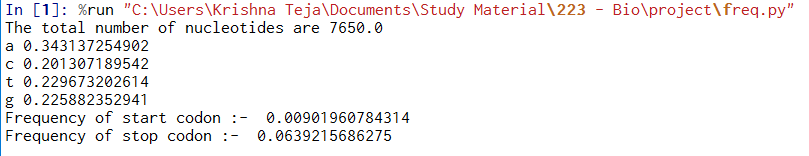 In [1]: %run "C:\Users\Krishna Teja\Documents\Study Material\223 - Bio\project\freq.py"
The total number of nucleotides are 7650.0
a 0.343137254902
c 0.201307189542
t 0.229673202614
g 0.225882352941
Frequency of start codon :-  0.00901960784314
Frequency of stop codon :-  0.0639215686275